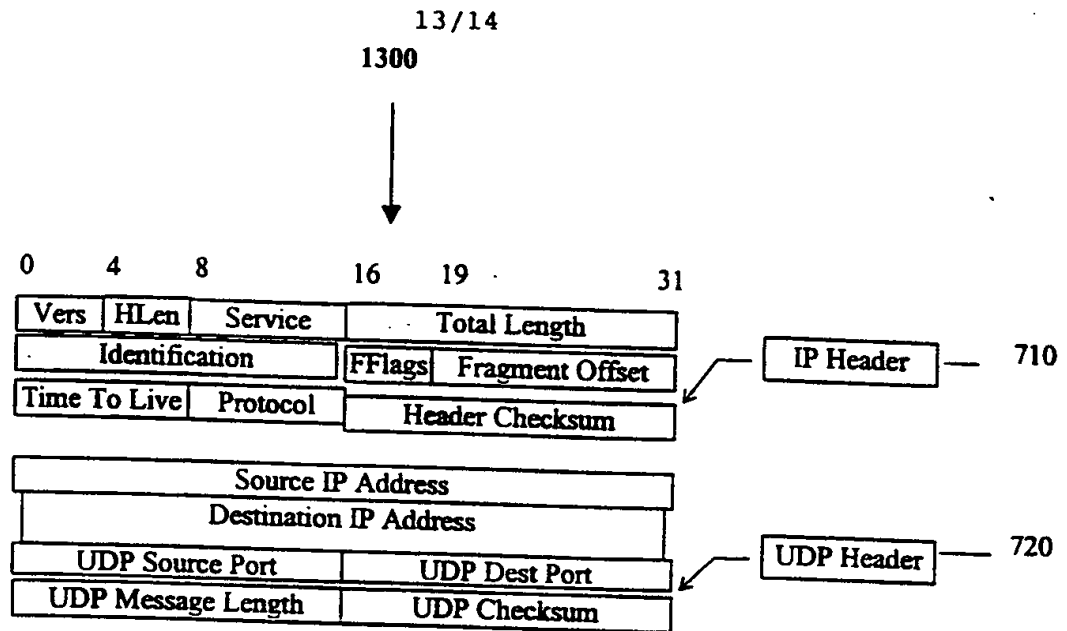 13/14
1300
0 4 8 16 19 31
Vers HLen Service Total Length
Identification FFlags Fragment Offset
IP Header 710
Time To Live Protocol Header Checksum
Source IP Address
Destination IP Address
UDP Source Port UDP Dest Port
UDP Header 720
UDP Message Length UDP Checksum